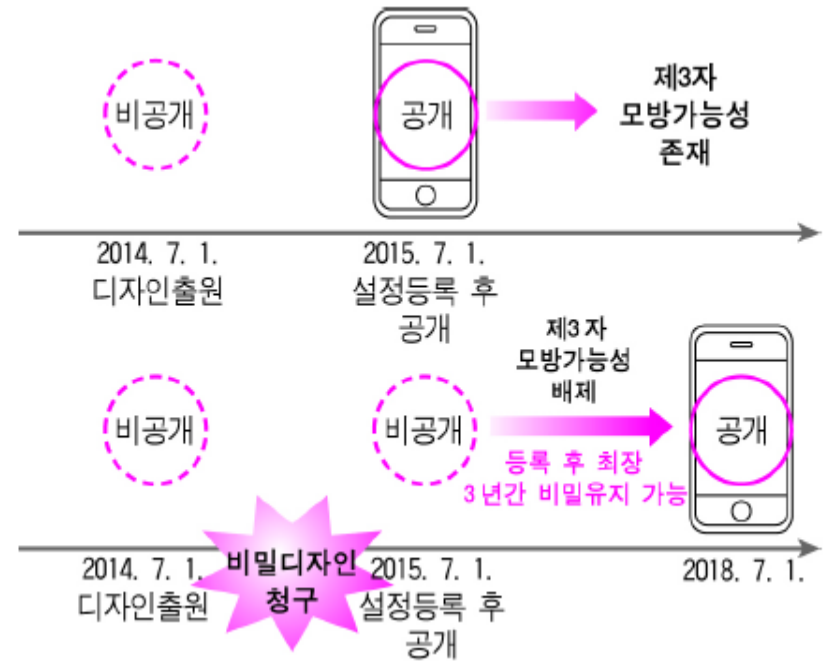 비공개
공개
제3자
모방가능성
존재
2014. 7. 1.
디자인출원
2015. 7. 1.
설정등록 후
공개
제3 자
모방가능성
배제
비공개
비공개
공개
등록 후 최장
3 년간 비밀유지 가능
2014. 7. 1.
디자인출원
비밀디자인
청구
2015. 7. 1.
설정등록 후
공개
2018. 7. 1.